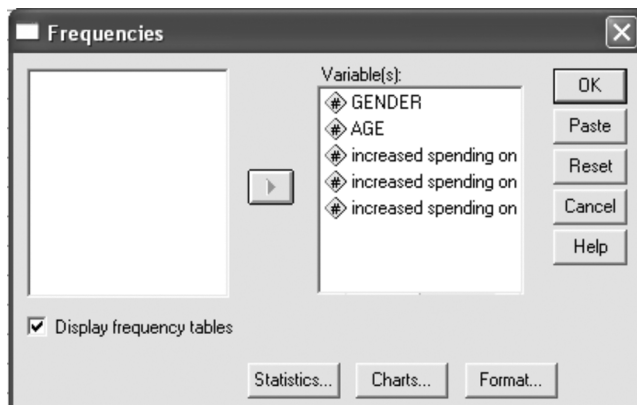 Frequencies
Variable(s):
GENDER
AGE
increased spending on
increased spending on
increased spending on
OK
Paste
Reset
Cancel
Help
Display frequency tables
Statistics...
Charts...
Format...